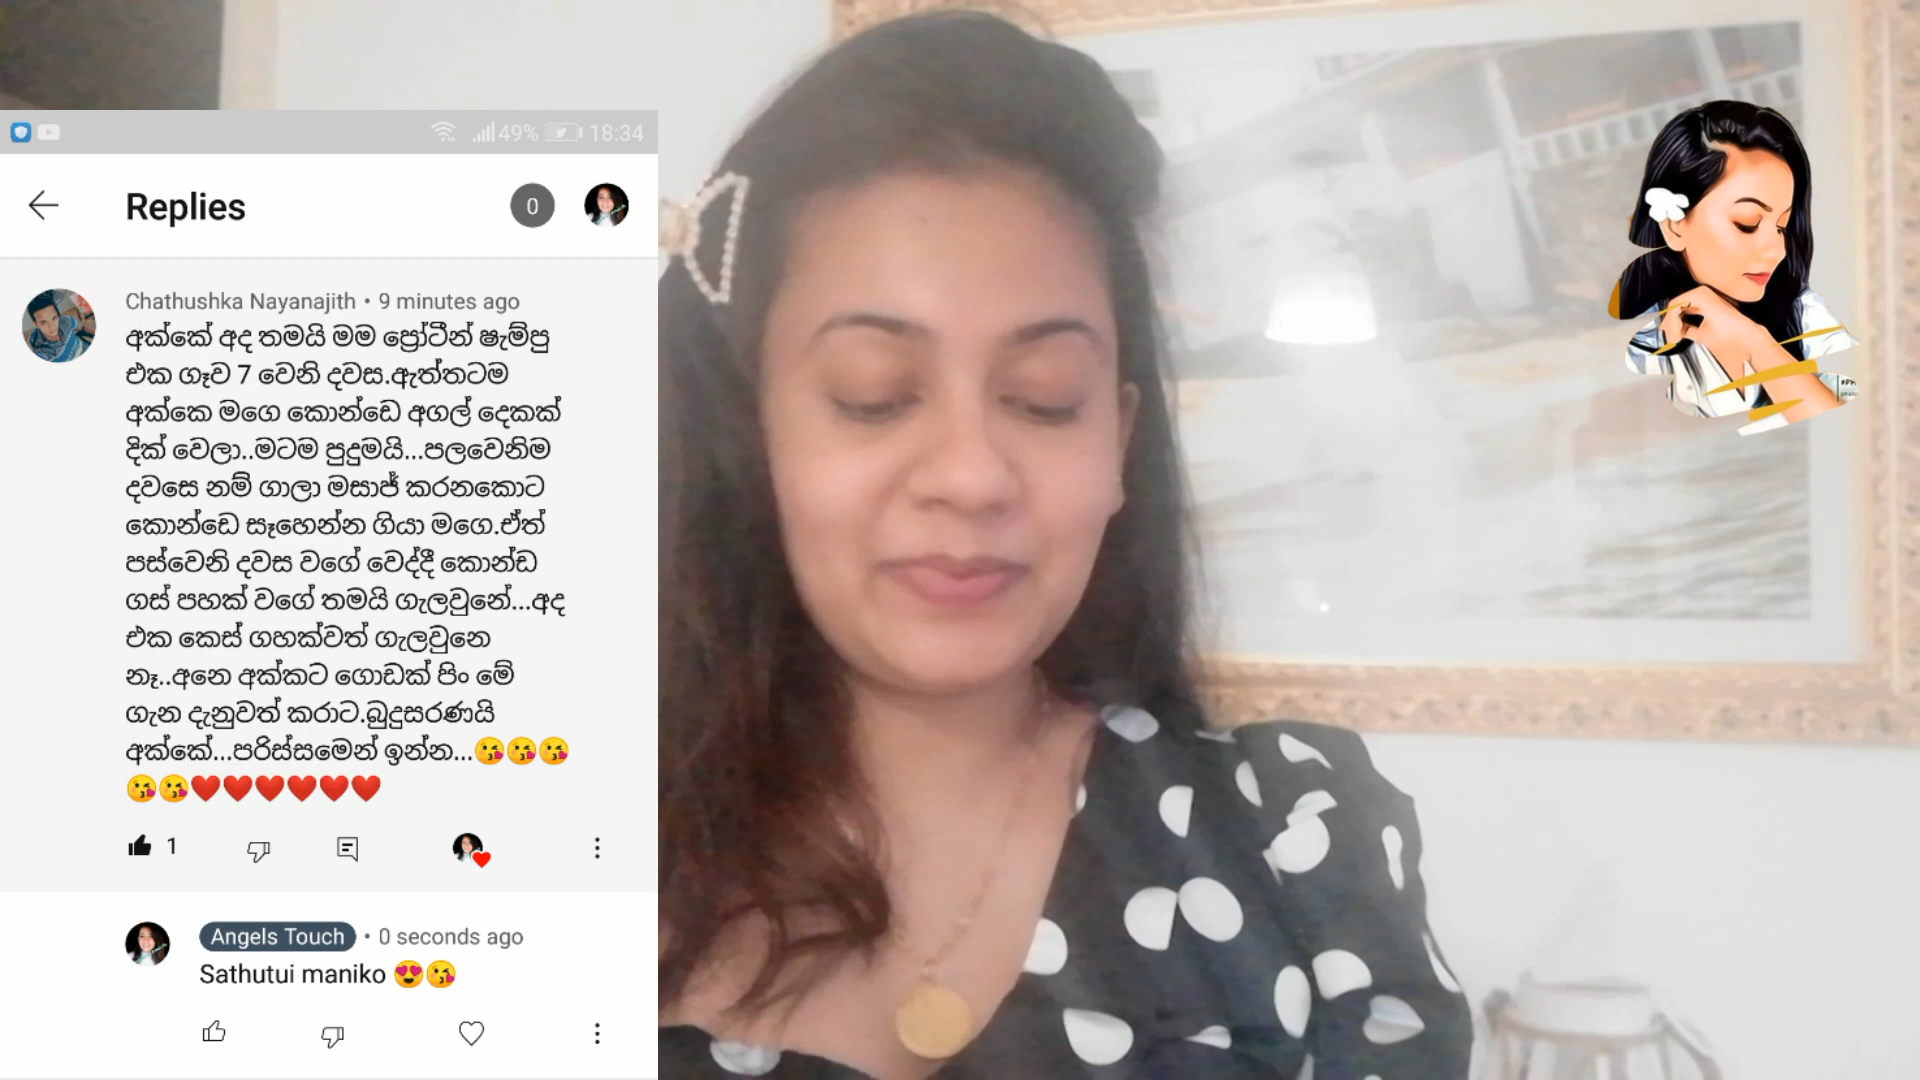 49% 18:34
Replies
0
Chathushka Nayanajith • 9 minutes ago
අක්කේ අද තමයි මම ප්‍රෝටීන් ෂැම්පු
එක ගෑව 7 වෙනි දවස.ඇත්තටම
අක්කෙ මගෙ කොන්ඩෙ අගල් දෙකක්
දික් වෙලා..මටම පුදුමයි...පලවෙනිම
දවසෙ නම් ගාලා මසාජ් කරනකොට
කොන්ඩෙ සෑහෙන්න ගියා මගෙ.ඒත්
පස්වෙනි දවස වගේ වෙද්දී කොන්ඩ
ගස් පහක් වගේ තමයි ගැලවුනේ...අද
එක කෙස් ගහක්වත් ගැලවුනෙ
නෑ..අනෙ අක්කට ගොඩක් පිං මේ
ගැන දැනුවත් කරාට.බුදුසරණයි
අක්කේ...පරිස්සමෙන් ඉන්න...😘😘😘
😘😘❤️❤️❤️❤️❤️❤️
1
Angels Touch • 0 seconds ago
Sathutui maniko 😍😘